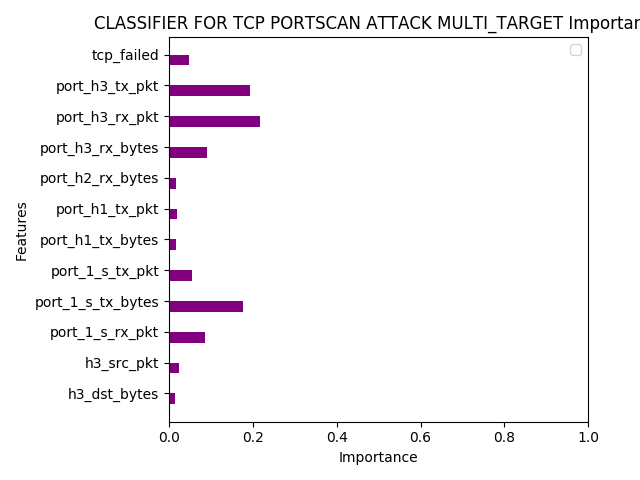 CLASSIFIER FOR TCP PORTSCAN ATTACK MULTI_TARGET Importan
tcp_failed
port_h3_tx_pkt
port_h3_rx_pkt
port_h3_rx_bytes
port_h2_rx_bytes
port_h1_tx_pkt
port_h1_tx_bytes
port_1_s_tx_pkt
port_1_s_tx_bytes
port_1_s_rx_pkt
h3_src_pkt
h3_dst_bytes
Features
0.0 0.2 0.4 0.6 0.8 1.0
Importance